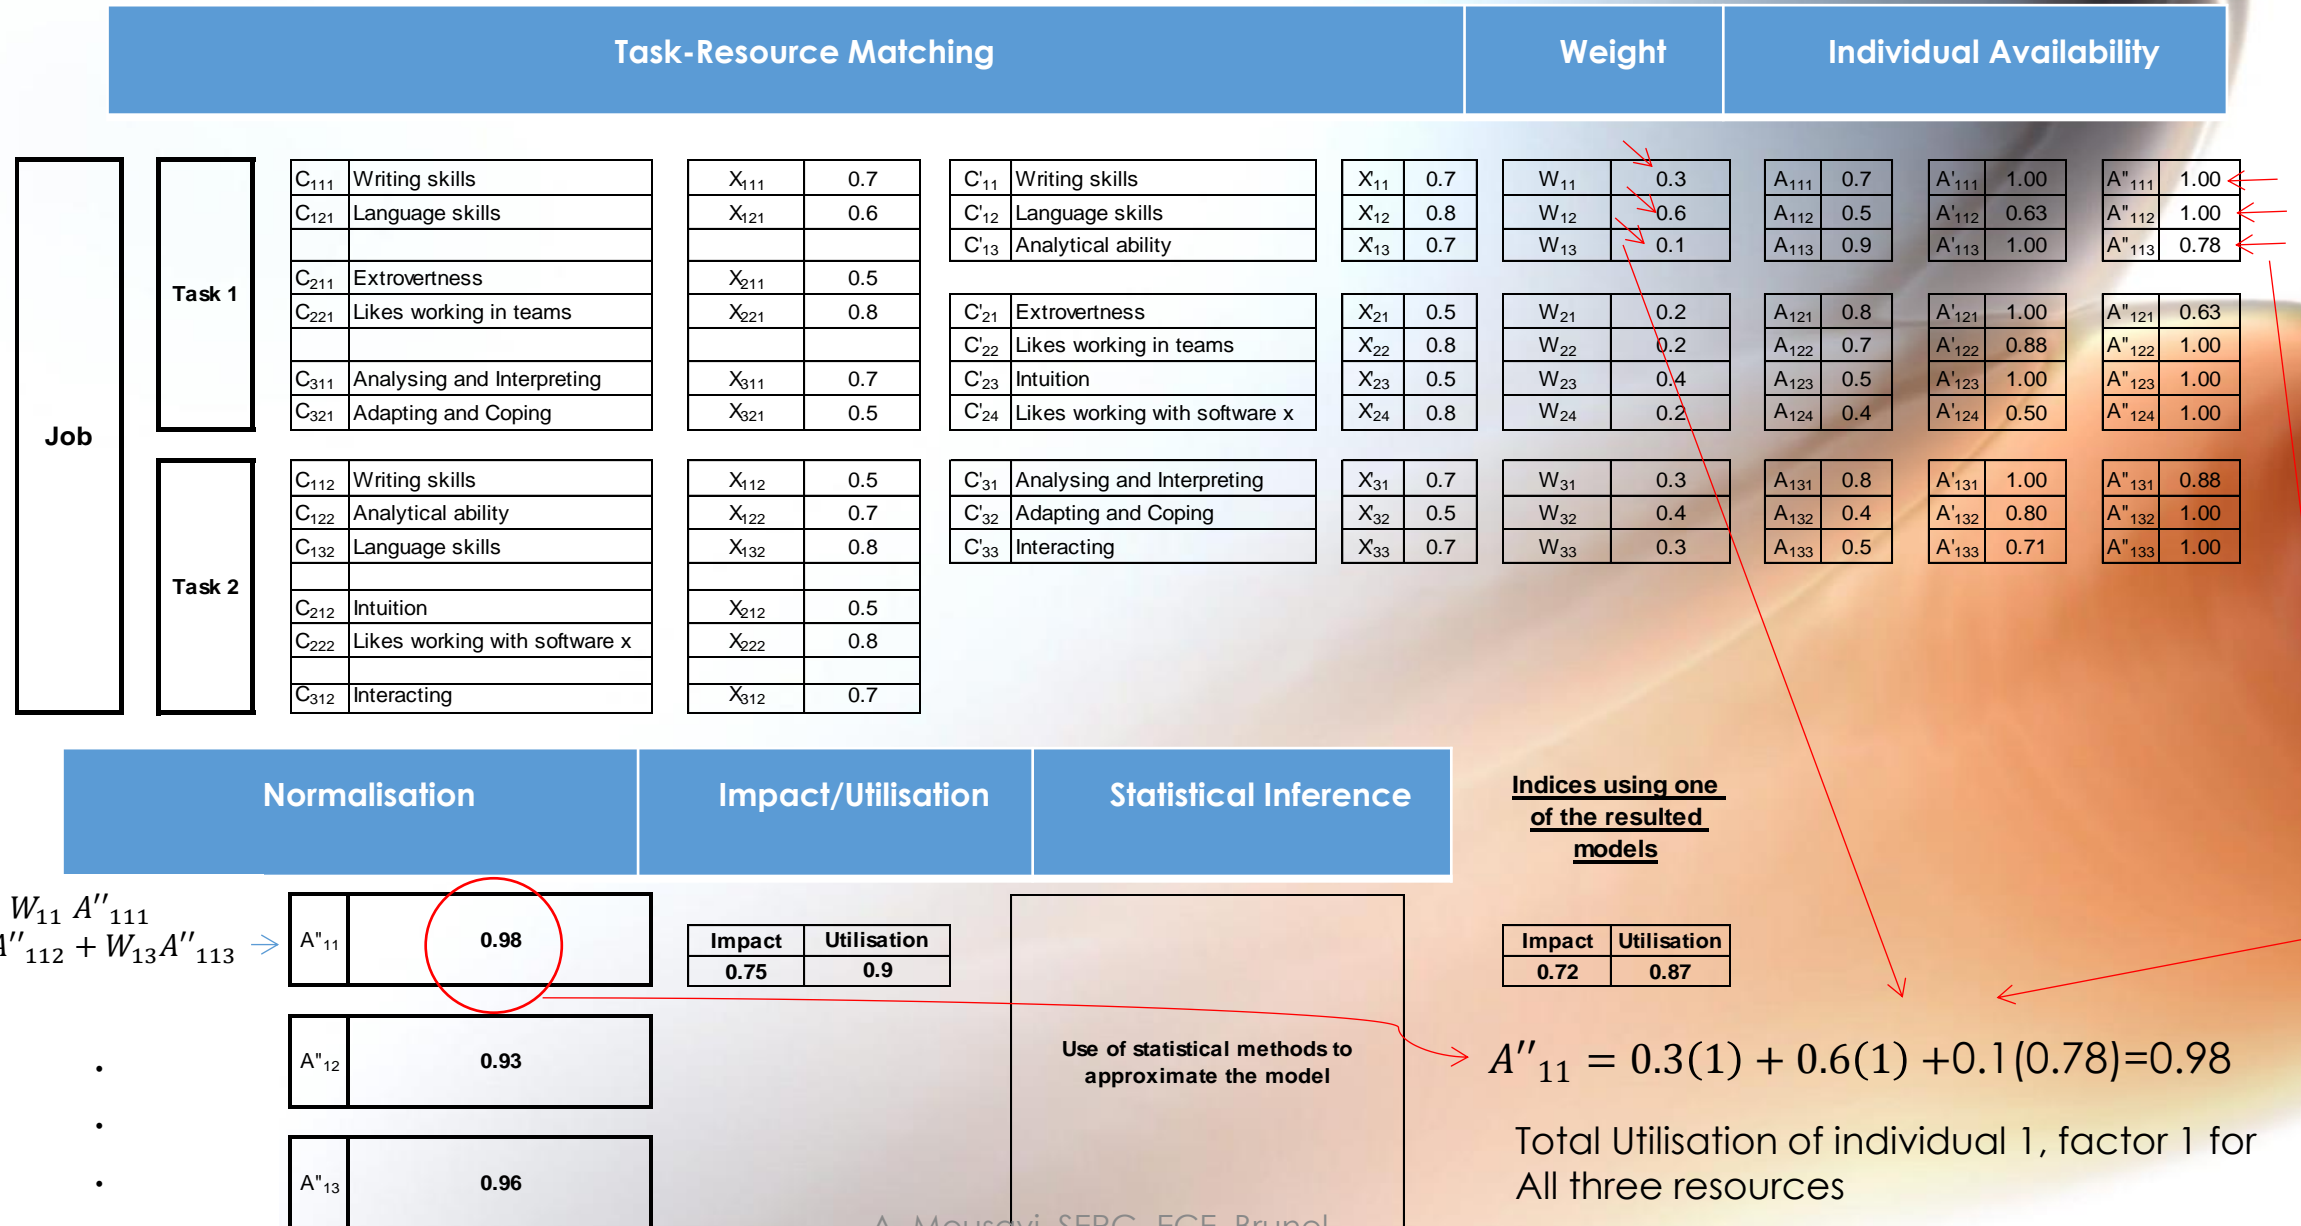 Task-Resource Matching Weight Individual Availability
Job
Task 1
C111 Writing skills X111 0.7
C121 Language skills X121 0.6
C211 Extrovertness X211 0.5
C221 Likes working in teams X221 0.8
C311 Analysing and Interpreting X311 0.7
C321 Adapting and Coping X321 0.5
Task 2
C112 Writing skills X112 0.5
C122 Analytical ability X122 0.7
C132 Language skills X132 0.8
C212 Intuition X212 0.5
C222 Likes working with software x X222 0.8
C312 Interacting X312 0.7
C'11 Writing skills X'11 0.7 W11 0.3 A111 0.7 A'111 1.00 A"111 1.00
C'12 Language skills X'12 0.8 W12 0.6 A112 0.5 A'112 0.63 A"112 1.00
C'13 Analytical ability X'13 0.7 W13 0.1 A113 0.9 A'113 1.00 A"113 0.78
C'21 Extrovertness X'21 0.5 W21 0.2 A121 0.8 A'121 1.00 A"121 0.63
C'22 Likes working in teams X'22 0.8 W22 0.2 A122 0.7 A'122 0.88 A"122 1.00
C'23 Intuition X'23 0.5 W23 0.4 A123 0.5 A'123 1.00 A"123 1.00
C'24 Likes working with software x X'24 0.8 W24 0.2 A124 0.4 A'124 0.50 A"124 1.00
C'31 Analysing and Interpreting X'31 0.7 W31 0.3 A131 0.8 A'131 1.00 A"131 0.88
C'32 Adapting and Coping X'32 0.5 W32 0.4 A132 0.4 A'132 0.80 A"132 1.00
C'33 Interacting X'33 0.7 W33 0.3 A133 0.5 A'133 0.71 A"133 1.00
Normalisation Impact/Utilisation Statistical Inference
Indices using one
of the resulted
models
W11 A′′111
A′′112 + W13A′′113
A"11 0.98
A"12 0.93
A"13 0.96
.
.
.
Impact Utilisation
0.75 0.9
Use of statistical methods to
approximate the model
Impact Utilisation
0.72 0.87
A′′11 = 0.3(1) + 0.6(1) +0.1(0.78)=0.98
Total Utilisation of individual 1, factor 1 for
All three resources
A. Mousavi, SERG, ECE, Brunel